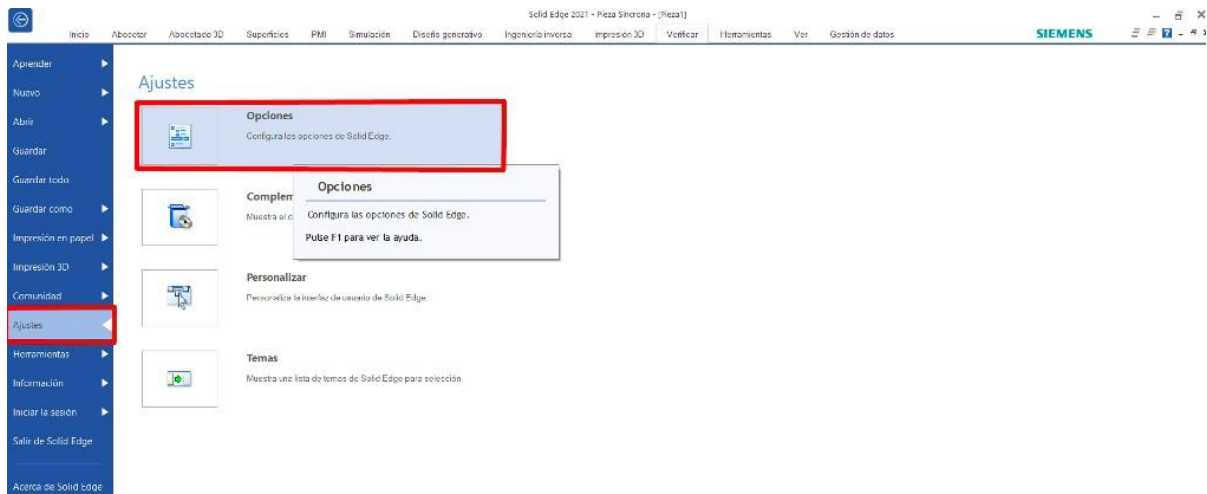 Solid Edge 2021 - Pieza Síncrona - [Pieza1]
Inicio Abocetar Abocetado 3D Superficies PMI Simulación Diseño generativo Ingeniería inversa Impresión 3D Verificar Herramientas Ver Gestión de datos SIEMENS
Aprender
Nuevo
Abrir
Guardar
Guardar todo
Guardar como
Impresión en papel
Impresión 3D
Comunidad
Ajustes
Herramientas
Información
Iniciar la sesión
Salir de Solid Edge
Acerca de Solid Edge
Ajustes
Opciones
Configura las opciones de Solid Edge.
Opciones
Configura las opciones de Solid Edge.
Pulse F1 para ver la ayuda.
Complem
Muestra el c
Personalizar
Personaliza la interfaz de usuario de Solid Edge.
Temas
Muestra una lista de temas de Solid Edge para selección.